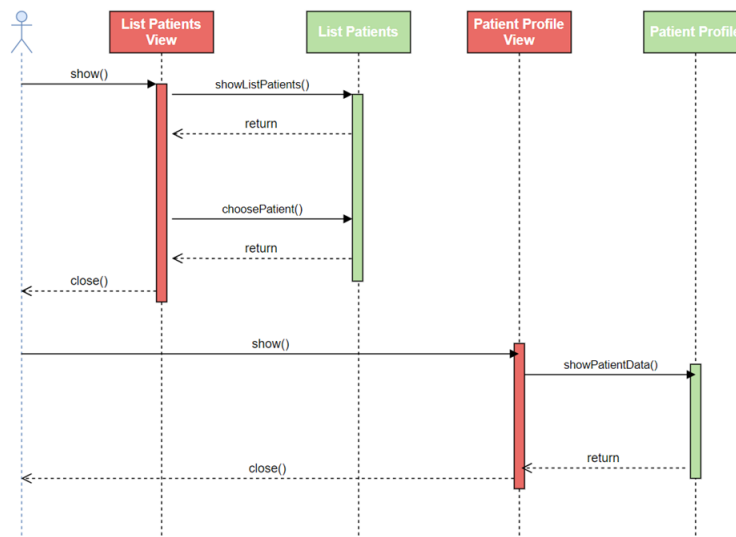 List Patients
View
List Patients
Patient Profile
View
Patient Profile
show()
showListPatients()
return
choosePatient()
return
close()
show()
showPatientData()
return
close()